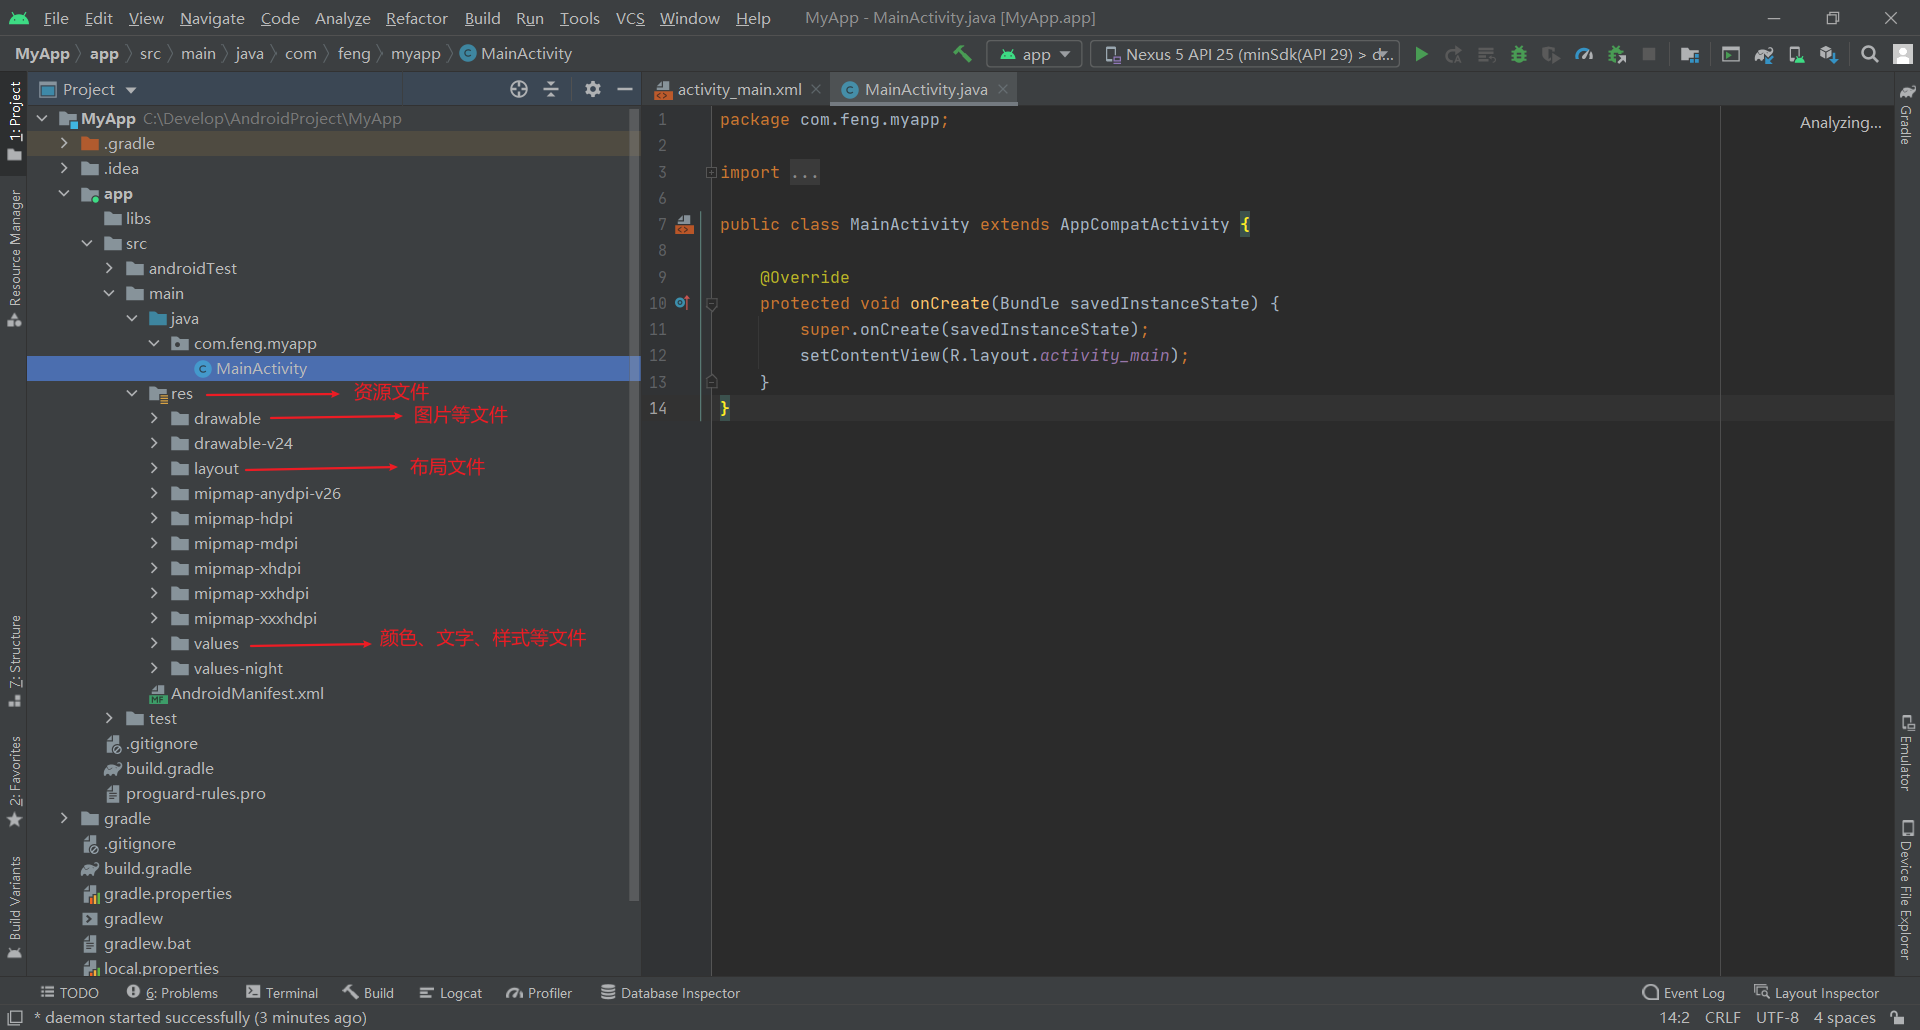 File Edit View Navigate Code Analyze Refactor Build Run Tools VCS Window Help MyApp - MainActivity.java [MyApp.app]
MyApp app src main java com feng myapp MainActivity app Nexus 5 API 25 (minSdk(API 29) > d...
Project
activity_main.xml MainActivity.java
1: Project
Resource Manager
7: Structure
2: Favorites
Build Variants
MyApp C:\Develop\AndroidProject\MyApp
.gradle
.idea
app
libs
src
androidTest
main
java
com.feng.myapp
MainActivity
res 资源文件
drawable 图片等文件
drawable-v24
layout 布局文件
mipmap-anydpi-v26
mipmap-hdpi
mipmap-mdpi
mipmap-xhdpi
mipmap-xxhdpi
mipmap-xxxhdpi
values 颜色、文字、样式等文件
values-night
AndroidManifest.xml
test
.gitignore
build.gradle
proguard-rules.pro
gradle
.gitignore
build.gradle
gradle.properties
gradlew
gradlew.bat
local.properties
1 package com.feng.myapp;
2
3 import ...
6
7 public class MainActivity extends AppCompatActivity {
8
9 @Override
10 protected void onCreate(Bundle savedInstanceState) {
11 super.onCreate(savedInstanceState);
12 setContentView(R.layout.activity_main);
13 }
14 }
Analyzing...
Gradle
Emulator
Device File Explorer
TODO 6: Problems Terminal Build Logcat Profiler Database Inspector Event Log Layout Inspector
* daemon started successfully (3 minutes ago) 14:2 CRLF UTF-8 4 spaces